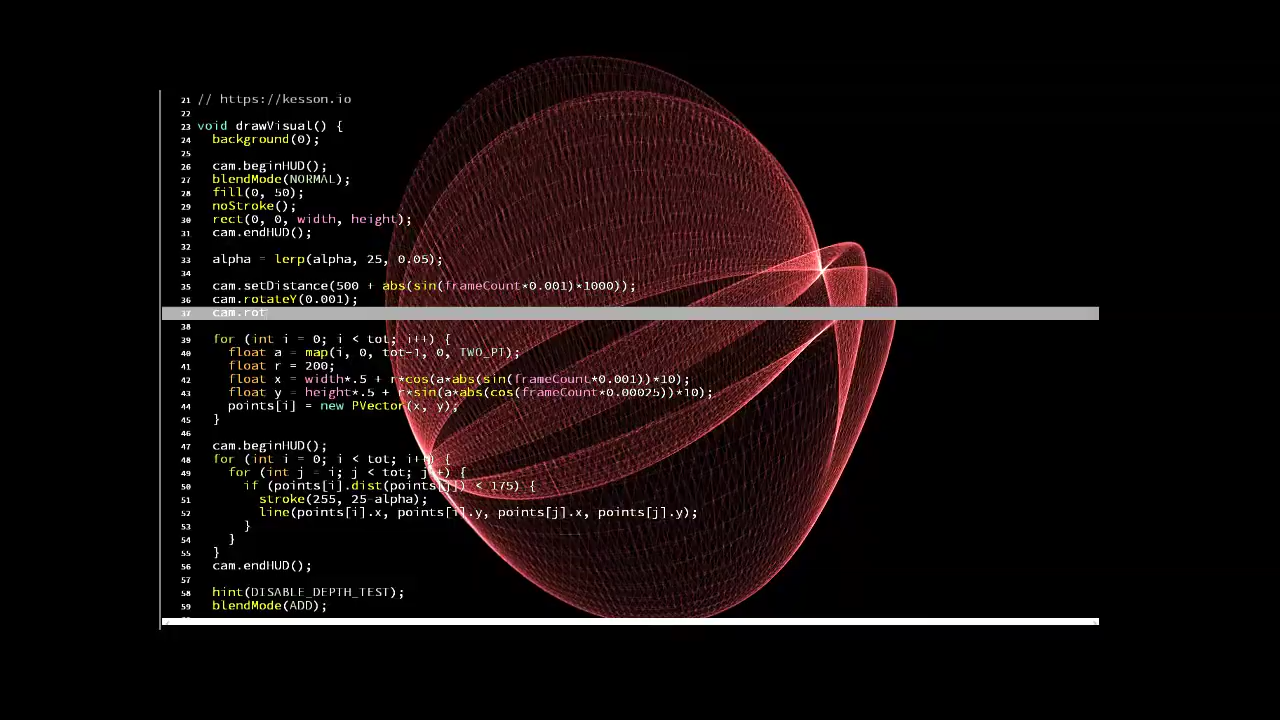 21 // https://kesson.io
22
23 void drawVisual() {
24 background(0);
25
26 cam.beginHUD();
27 blendMode(NORMAL);
28 fill(0, 50);
29 noStroke();
30 rect(0, 0, width, height);
31 cam.endHUD();
32
33 alpha = lerp(alpha, 25, 0.05);
34
35 cam.setDistance(500 + abs(sin(frameCount*0.001)*1000));
36 cam.rotateY(0.001);
37 cam.rot
38
39 for (int i = 0; i < tot; i++) {
40 float a = map(i, 0, tot-1, 0, TWO_PI);
41 float r = 200;
42 float x = width*.5 + r*cos(a*abs(sin(frameCount*0.001))*10);
43 float y = height*.5 + r*sin(a*abs(cos(frameCount*0.00025))*10);
44 points[i] = new PVector(x, y);
45 }
46
47 cam.beginHUD();
48 for (int i = 0; i < tot; i++) {
49 for (int j = i; j < tot; j++) {
50 if (points[i].dist(points[j]) < 175) {
51 stroke(255, 25-alpha);
52 line(points[i].x, points[i].y, points[j].x, points[j].y);
53 }
54 }
55 }
56 cam.endHUD();
57
58 hint(DISABLE_DEPTH_TEST);
59 blendMode(ADD);